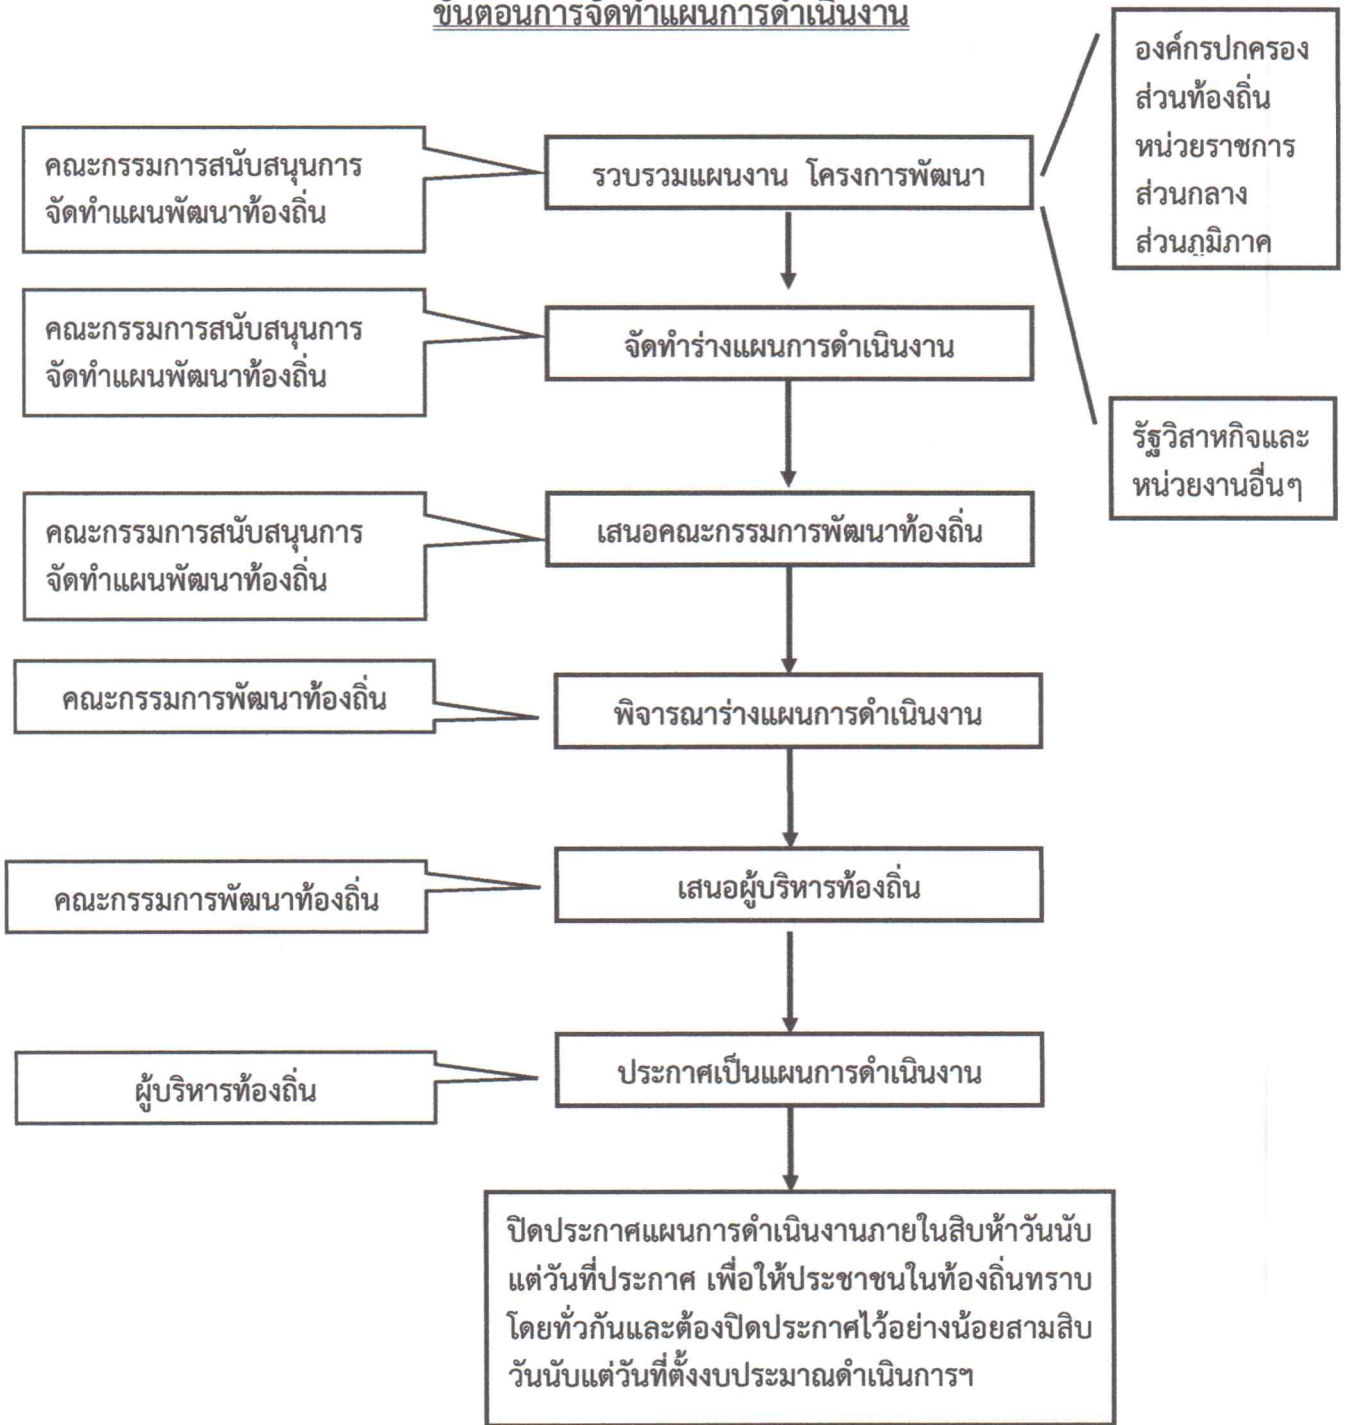 ขั้นตอนการจัดทำแผนการดำเนินงาน
องค์กรปกครอง
ส่วนท้องถิ่น
หน่วยราชการ
ส่วนกลาง
ส่วนภูมิภาค
คณะกรรมการสนับสนุนการ
จัดทำแผนพัฒนาท้องถิ่น
รวบรวมแผนงาน โครงการพัฒนา
คณะกรรมการสนับสนุนการ
จัดทำแผนพัฒนาท้องถิ่น
จัดทำร่างแผนการดำเนินงาน
รัฐวิสาหกิจและ
หน่วยงานอื่นๆ
คณะกรรมการสนับสนุนการ
จัดทำแผนพัฒนาท้องถิ่น
เสนอคณะกรรมการพัฒนาท้องถิ่น
คณะกรรมการพัฒนาท้องถิ่น
พิจารณาร่างแผนการดำเนินงาน
คณะกรรมการพัฒนาท้องถิ่น
เสนอผู้บริหารท้องถิ่น
ผู้บริหารท้องถิ่น
ประกาศเป็นแผนการดำเนินงาน
ปิดประกาศแผนการดำเนินงานภายในสิบห้าวันนับ
แต่วันที่ประกาศ เพื่อให้ประชาชนในท้องถิ่นทราบ
โดยทั่วกันและต้องปิดประกาศไว้อย่างน้อยสามสิบ
วันนับแต่วันที่ตั้งงบประมาณดำเนินการฯ